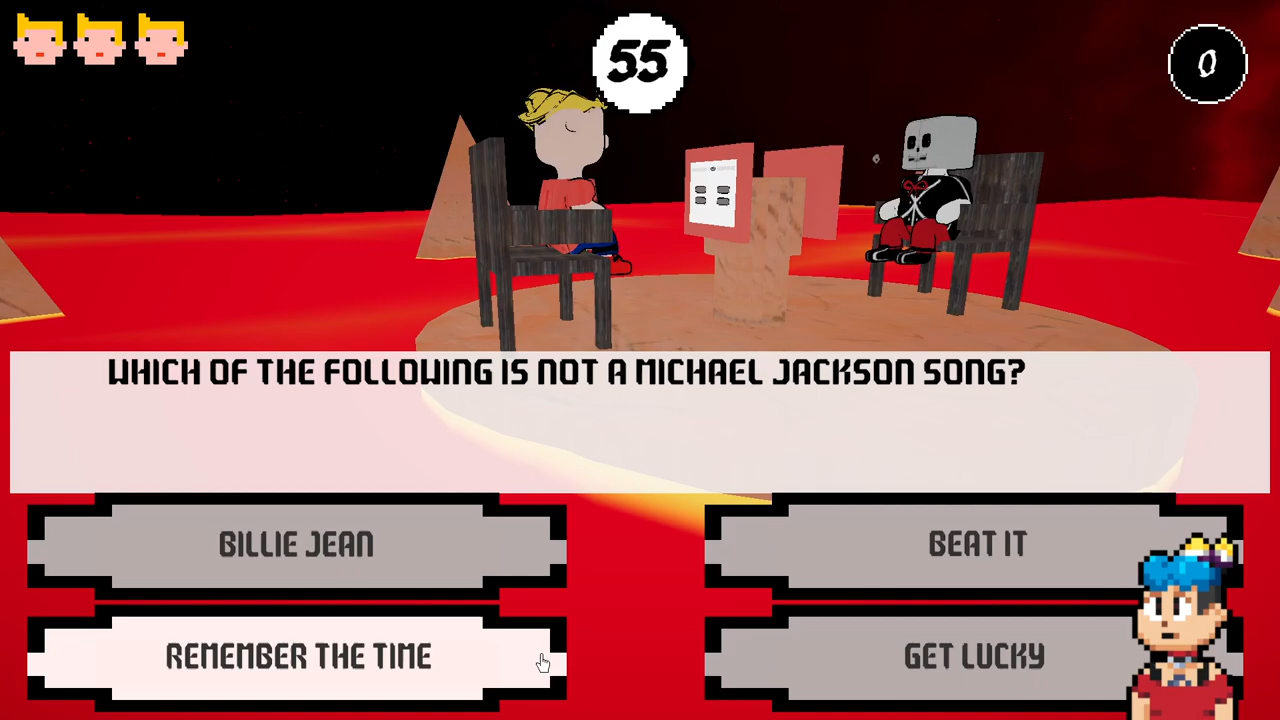 55
0
WHICH OF THE FOLLOWING IS NOT A MICHAEL JACKSON SONG?
BILLIE JEAN
BEAT IT
REMEMBER THE TIME
GET LUCKY